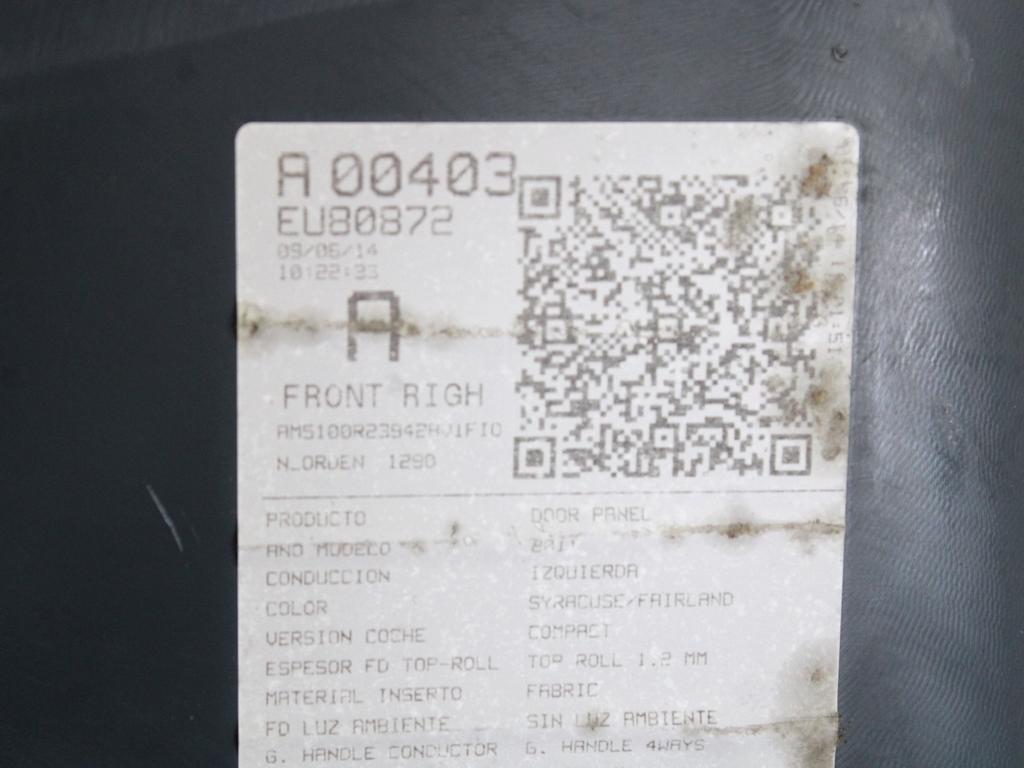 A 00403
EU80872
09/06/14
10:22:33
A
FRONT RIGH
N_ORDEN 1290
PRODUCTO DOOR PANEL
ANO MODELO
CONDUCCION IZQUIERDA
COLOR SYRACUSE/FAIRLAND
VERSION COCHE COMPACT
ESPESOR FD TOP-ROLL TOP ROLL 1.2 MM
MATERIAL INSERTO FABRIC
FD LUZ AMBIENTE SIN LUZ AMBIENTE
G. HANDLE CONDUCTOR G. HANDLE 4WAYS